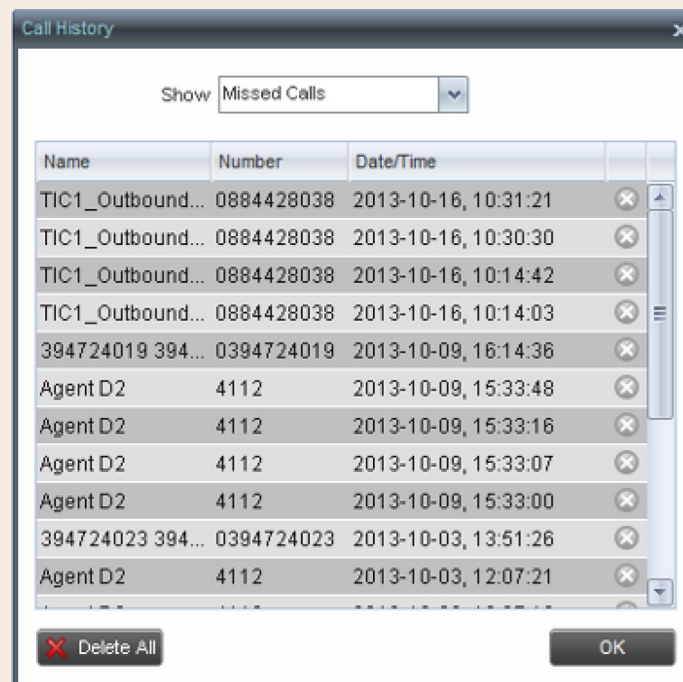 Call History
Show Missed Calls
Name Number Date/Time
TIC1_Outbound... 0884428038 2013-10-16, 10:31:21
TIC1_Outbound... 0884428038 2013-10-16, 10:30:30
TIC1_Outbound... 0884428038 2013-10-16, 10:14:42
TIC1_Outbound... 0884428038 2013-10-16, 10:14:03
394724019 394... 0394724019 2013-10-09, 16:14:36
Agent D2 4112 2013-10-09, 15:33:48
Agent D2 4112 2013-10-09, 15:33:16
Agent D2 4112 2013-10-09, 15:33:07
Agent D2 4112 2013-10-09, 15:33:00
394724023 394... 0394724023 2013-10-03, 13:51:26
Agent D2 4112 2013-10-03, 12:07:21
Delete All OK